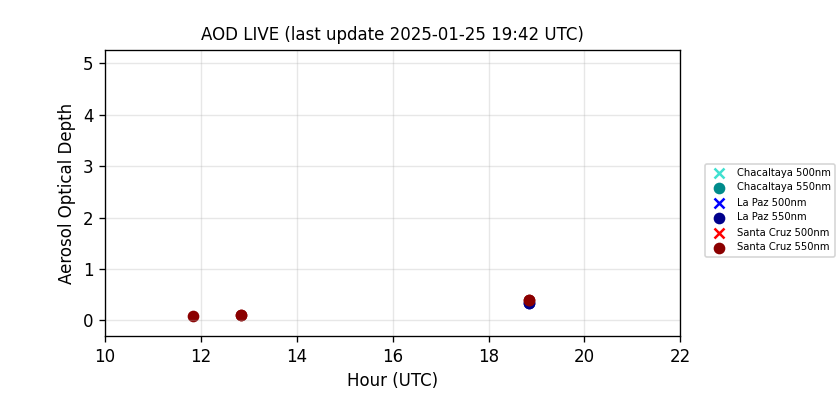 AOD LIVE (last update 2025-01-25 19:42 UTC)
Aerosol Optical Depth
5
4
3
2
1
0
10 12 14 16 18 20 22
Hour (UTC)
Chacaltaya 500nm
Chacaltaya 550nm
La Paz 500nm
La Paz 550nm
Santa Cruz 500nm
Santa Cruz 550nm